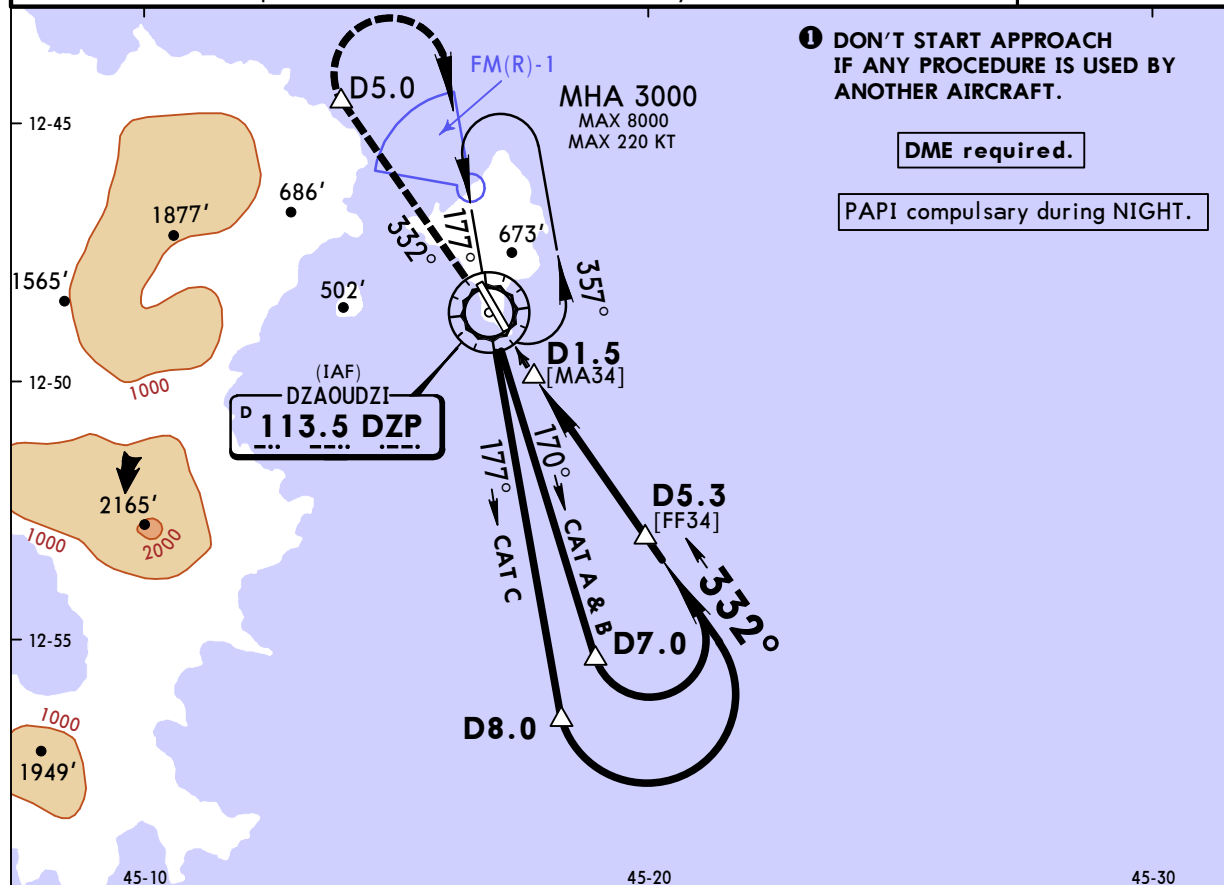 ❶ DON'T START APPROACH
IF ANY PROCEDURE IS USED BY
ANOTHER AIRCRAFT.
DME required.
PAPI compulsary during NIGHT.
FM(R)-1
D5.0
MHA 3000
MAX 8000
MAX 220 KT
12-45
686'
1877'
673'
332°
177°
357°
1565'
502'
1000
12-50
D1.5
[MA34]
(IAF)
DZAOUDZI
D 113.5 DZP
177° CAT C
170° CAT A & B
D5.3
[FF34]
2165'
2000
1000
332°
12-55
D7.0
D8.0
1000
1949'
45-10
45-20
45-30